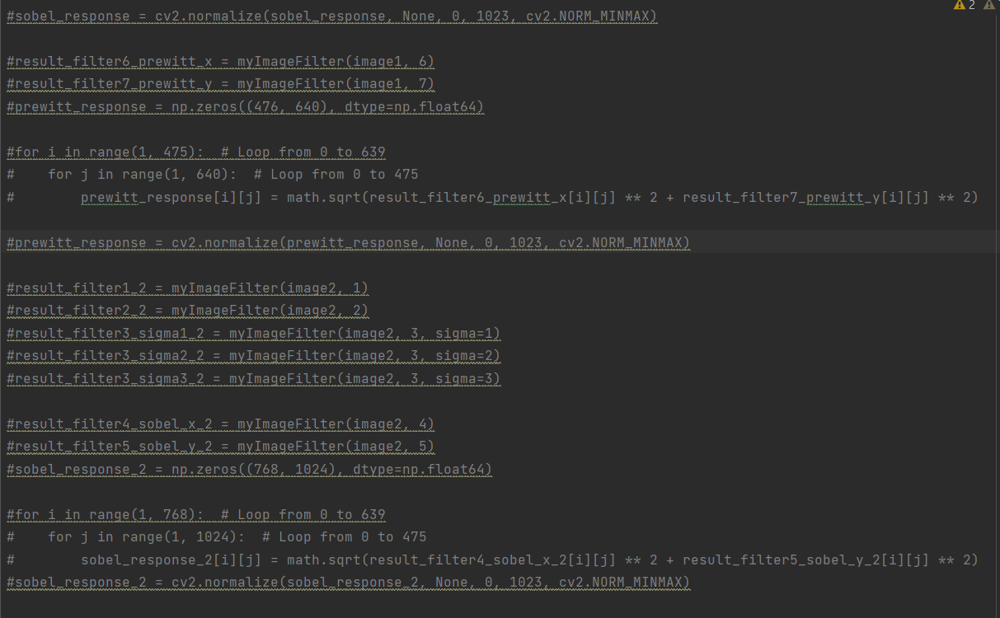 2
#sobel_response = cv2.normalize(sobel_response, None, 0, 1023, cv2.NORM_MINMAX)

#result_filter6_prewitt_x = myImageFilter(image1, 6)
#result_filter7_prewitt_y = myImageFilter(image1, 7)
#prewitt_response = np.zeros((476, 640), dtype=np.float64)

#for i in range(1, 475):  # Loop from 0 to 639
#    for j in range(1, 640):  # Loop from 0 to 475
#        prewitt_response[i][j] = math.sqrt(result_filter6_prewitt_x[i][j] ** 2 + result_filter7_prewitt_y[i][j] ** 2)

#prewitt_response = cv2.normalize(prewitt_response, None, 0, 1023, cv2.NORM_MINMAX)

#result_filter1_2 = myImageFilter(image2, 1)
#result_filter2_2 = myImageFilter(image2, 2)
#result_filter3_sigma1_2 = myImageFilter(image2, 3, sigma=1)
#result_filter3_sigma2_2 = myImageFilter(image2, 3, sigma=2)
#result_filter3_sigma3_2 = myImageFilter(image2, 3, sigma=3)

#result_filter4_sobel_x_2 = myImageFilter(image2, 4)
#result_filter5_sobel_y_2 = myImageFilter(image2, 5)
#sobel_response_2 = np.zeros((768, 1024), dtype=np.float64)

#for i in range(1, 768):  # Loop from 0 to 639
#    for j in range(1, 1024):  # Loop from 0 to 475
#        sobel_response_2[i][j] = math.sqrt(result_filter4_sobel_x_2[i][j] ** 2 + result_filter5_sobel_y_2[i][j] ** 2)
#sobel_response_2 = cv2.normalize(sobel_response_2, None, 0, 1023, cv2.NORM_MINMAX)